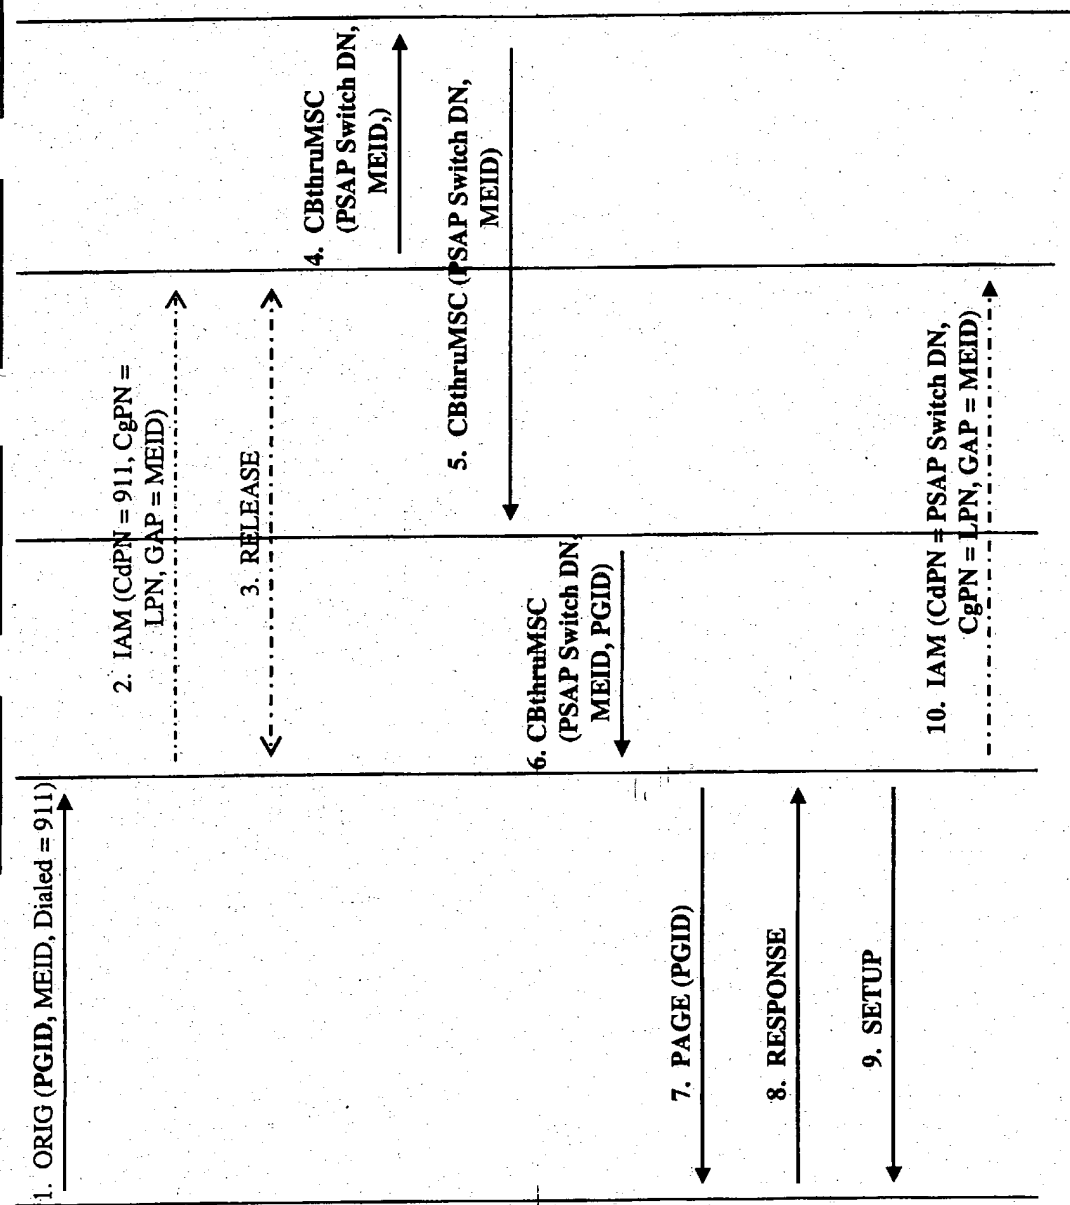 1. ORIG (PGID, MEID, Dialed = 911)
2. IAM (CdPN = 911, CgPN =
LPN, GAP = MEID)
3. RELEASE
4. CBthruMSC
(PSAP Switch DN,
MEID,)
5. CBthruMSC (PSAP Switch DN,
MEID)
6. CBthruMSC
(PSAP Switch DN,
MEID, PGID)
7. PAGE (PGID)
8. RESPONSE
9. SETUP
10. IAM (CdPN = PSAP Switch DN,
CgPN = LPN, GAP = MEID)